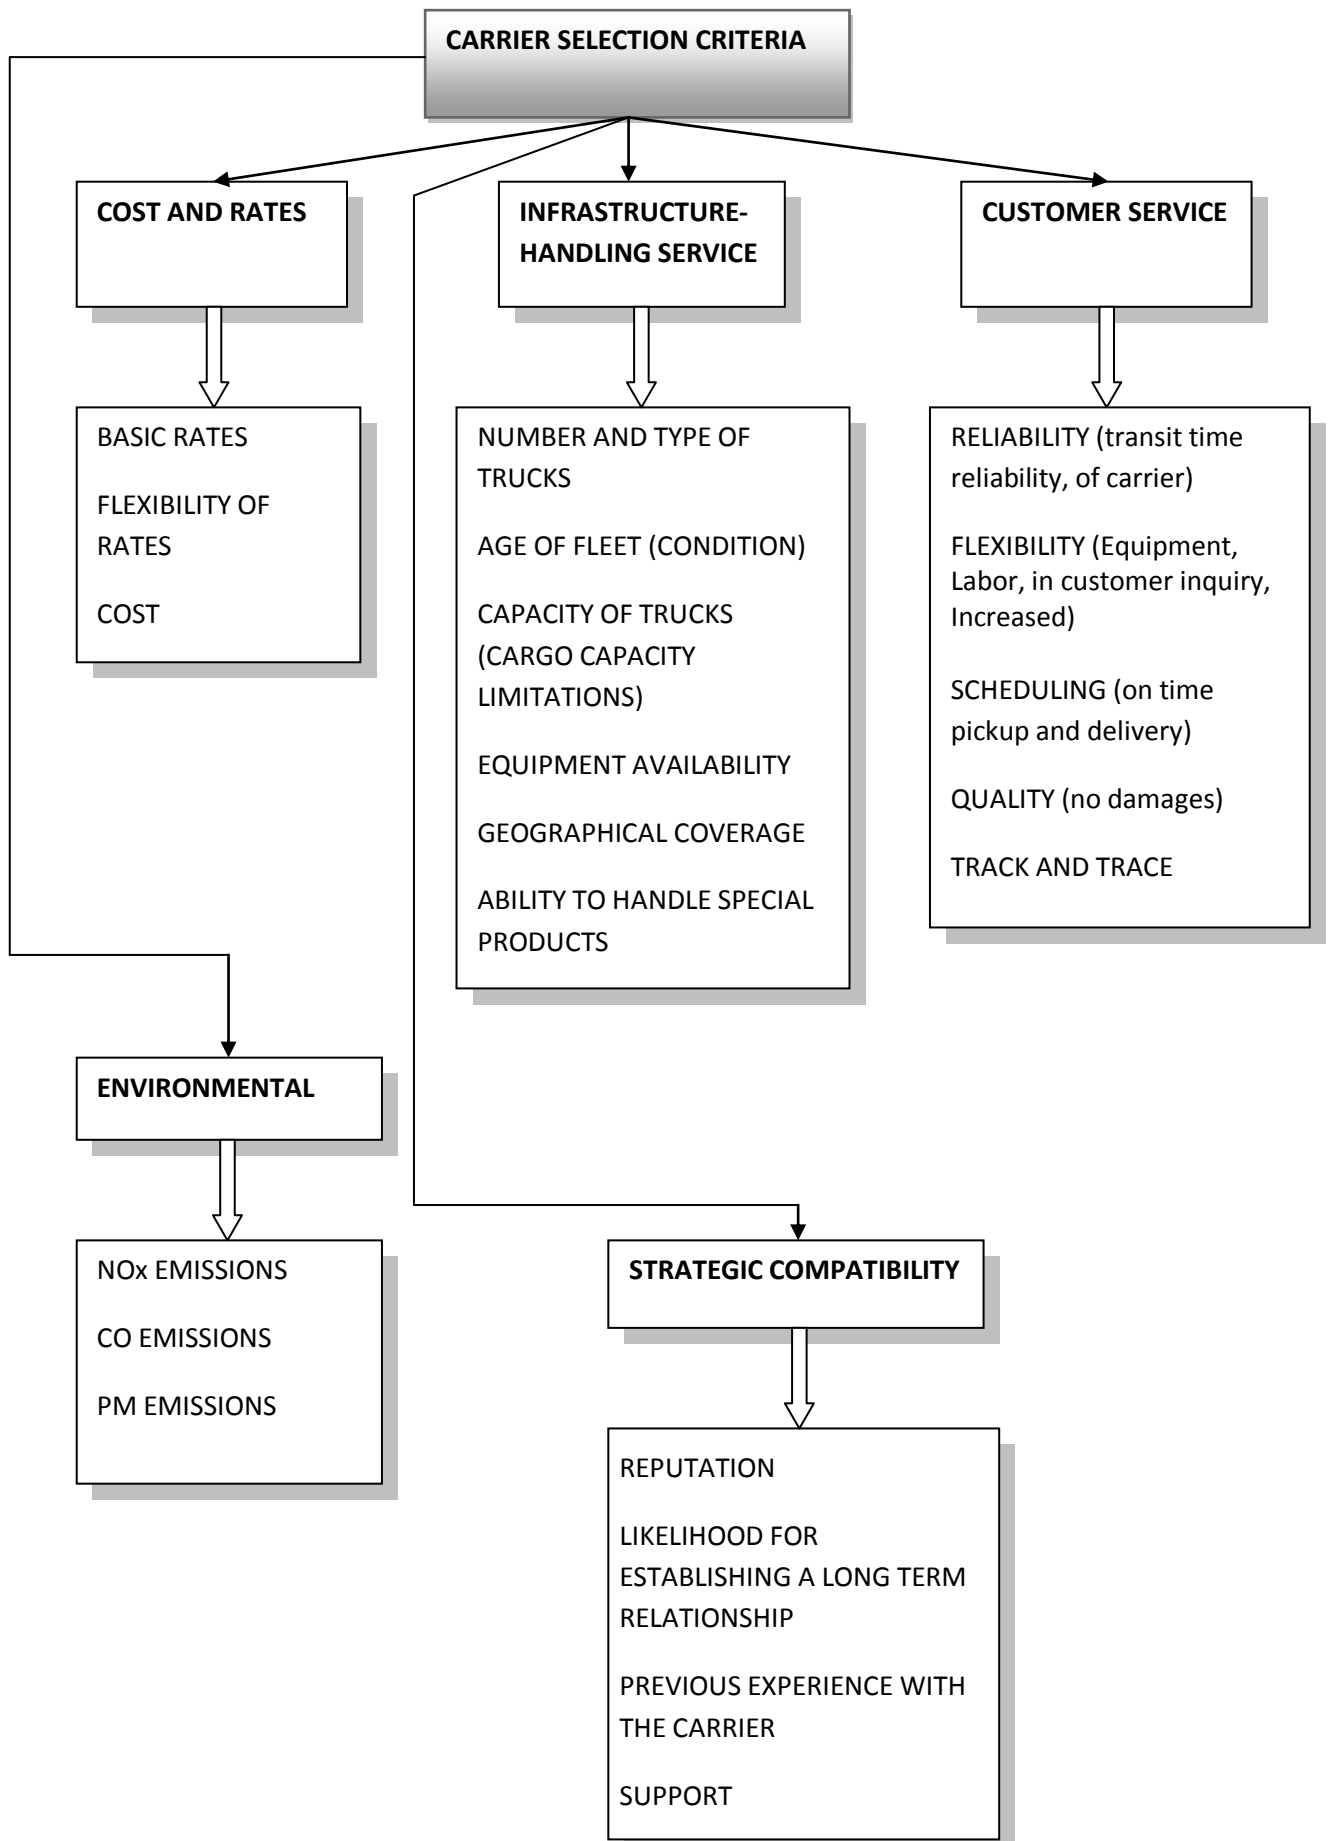 CARRIER SELECTION CRITERIA
COST AND RATES
INFRASTRUCTURE-
HANDLING SERVICE
CUSTOMER SERVICE
BASIC RATES
FLEXIBILITY OF
RATES
COST
NUMBER AND TYPE OF
TRUCKS
AGE OF FLEET (CONDITION)
CAPACITY OF TRUCKS
(CARGO CAPACITY
LIMITATIONS)
EQUIPMENT AVAILABILITY
GEOGRAPHICAL COVERAGE
ABILITY TO HANDLE SPECIAL
PRODUCTS
RELIABILITY (transit time
reliability, of carrier)
FLEXIBILITY (Equipment,
Labor, in customer inquiry,
Increased)
SCHEDULING (on time
pickup and delivery)
QUALITY (no damages)
TRACK AND TRACE
ENVIRONMENTAL
NOx EMISSIONS
CO EMISSIONS
PM EMISSIONS
STRATEGIC COMPATIBILITY
REPUTATION
LIKELIHOOD FOR
ESTABLISHING A LONG TERM
RELATIONSHIP
PREVIOUS EXPERIENCE WITH
THE CARRIER
SUPPORT